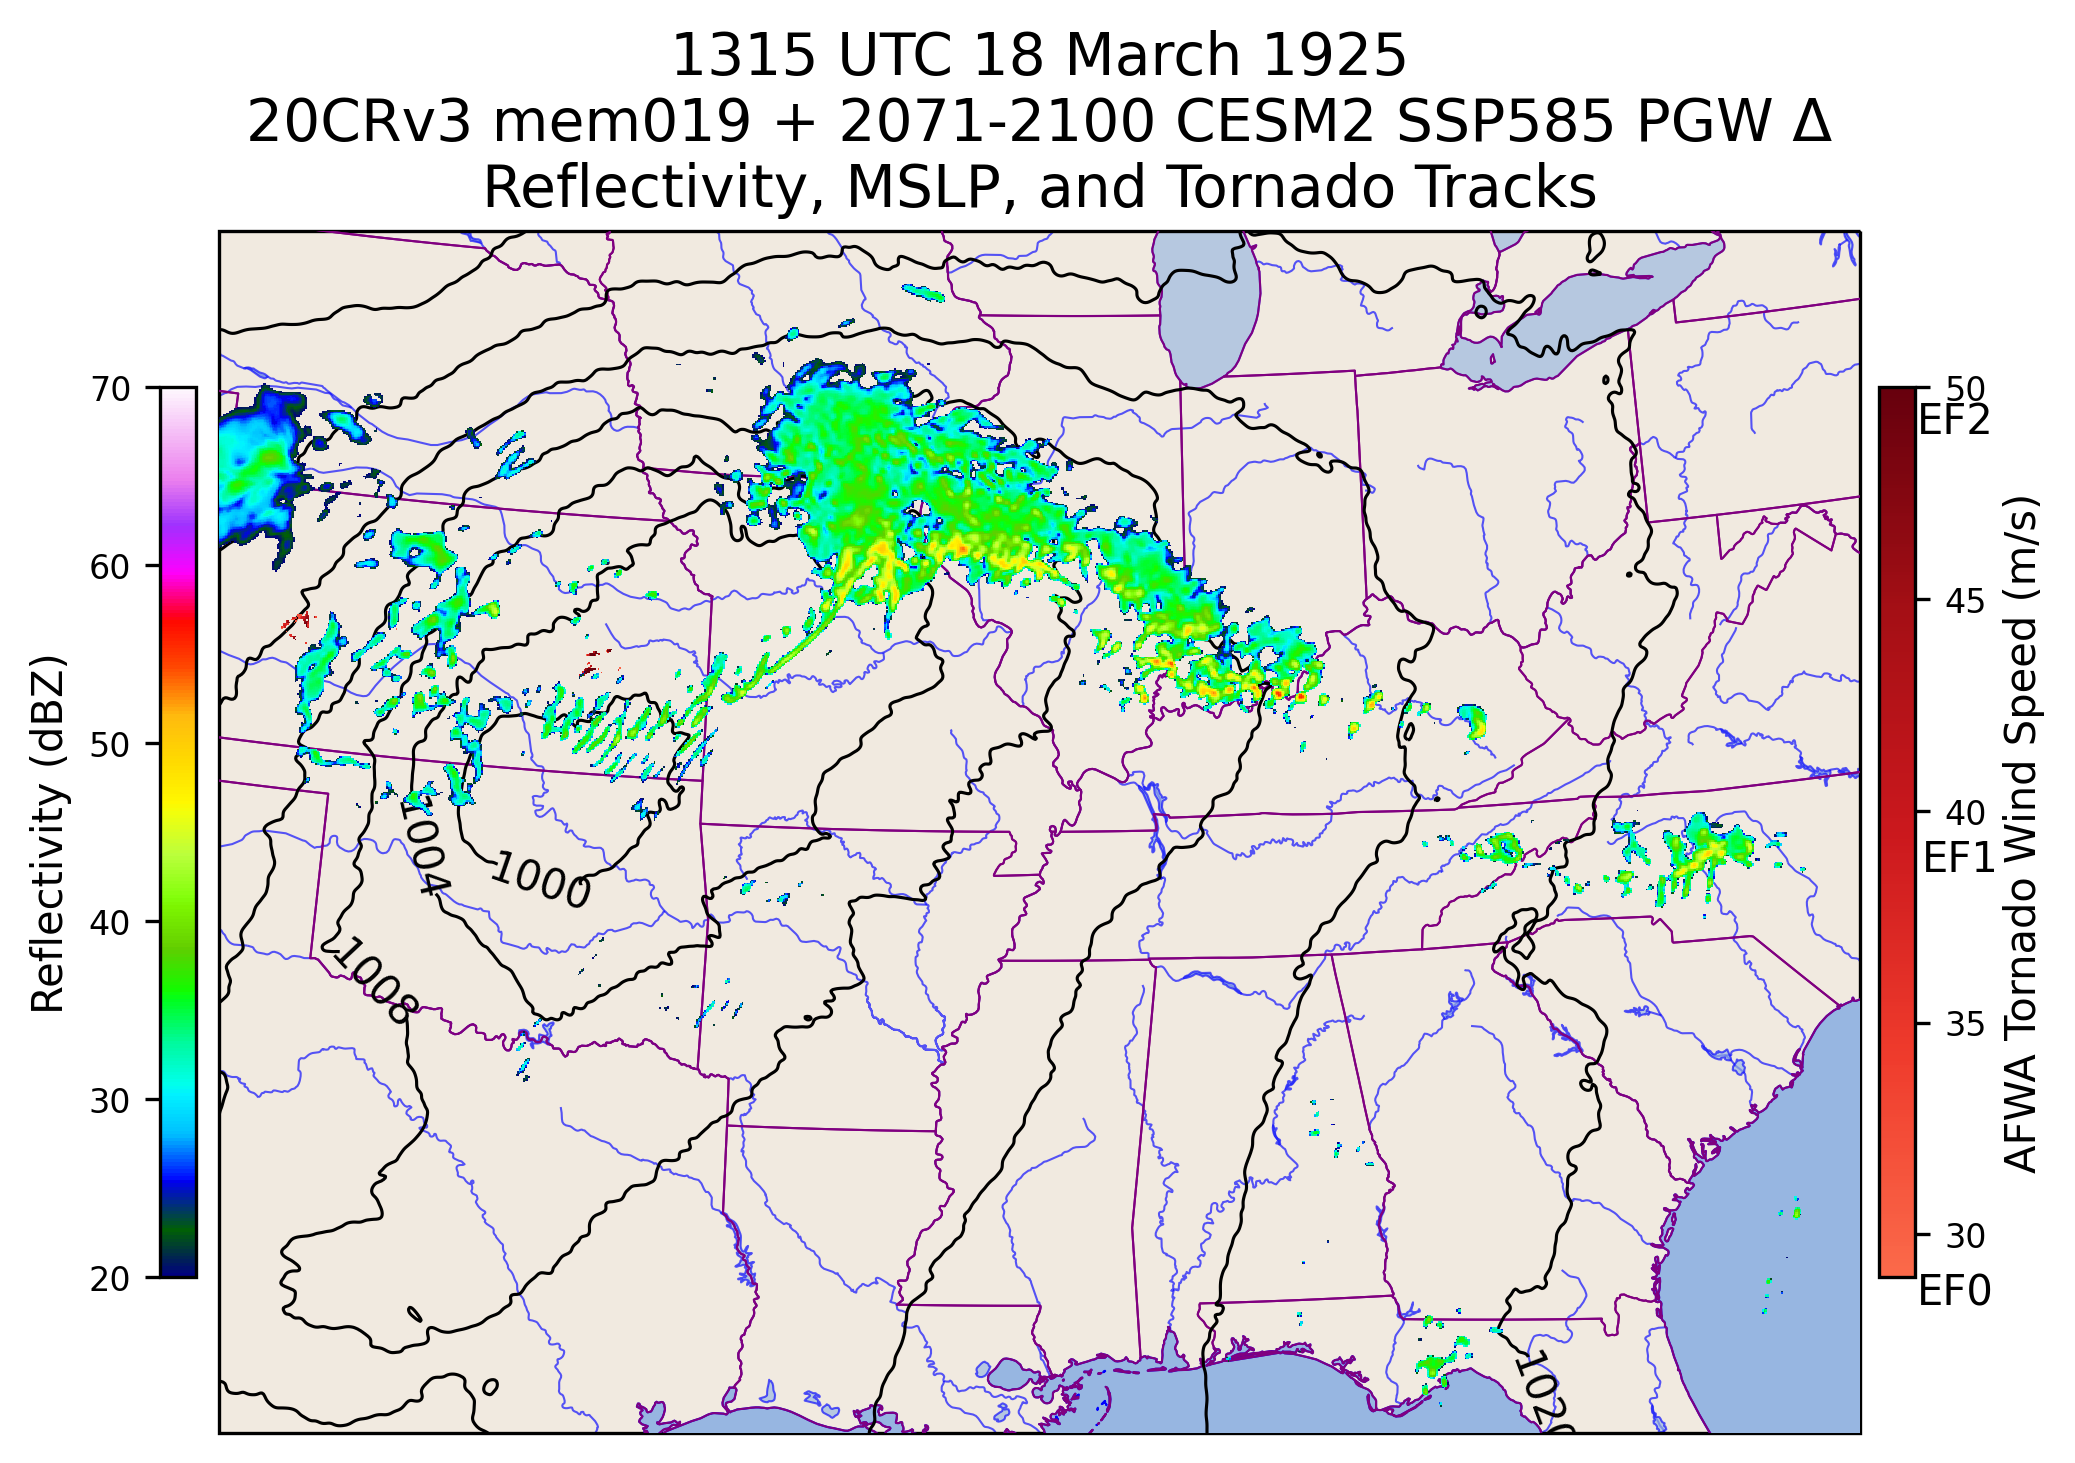 1315 UTC 18 March 1925
20CRv3 mem019 + 2071-2100 CESM2 SSP585 PGW Δ
Reflectivity, MSLP, and Tornado Tracks
70
60
50
40
30
20
Reflectivity (dBZ)
1004
1000
1008
1020
50
EF2
45
40
EF1
35
30
EF0
AFWA Tornado Wind Speed (m/s)